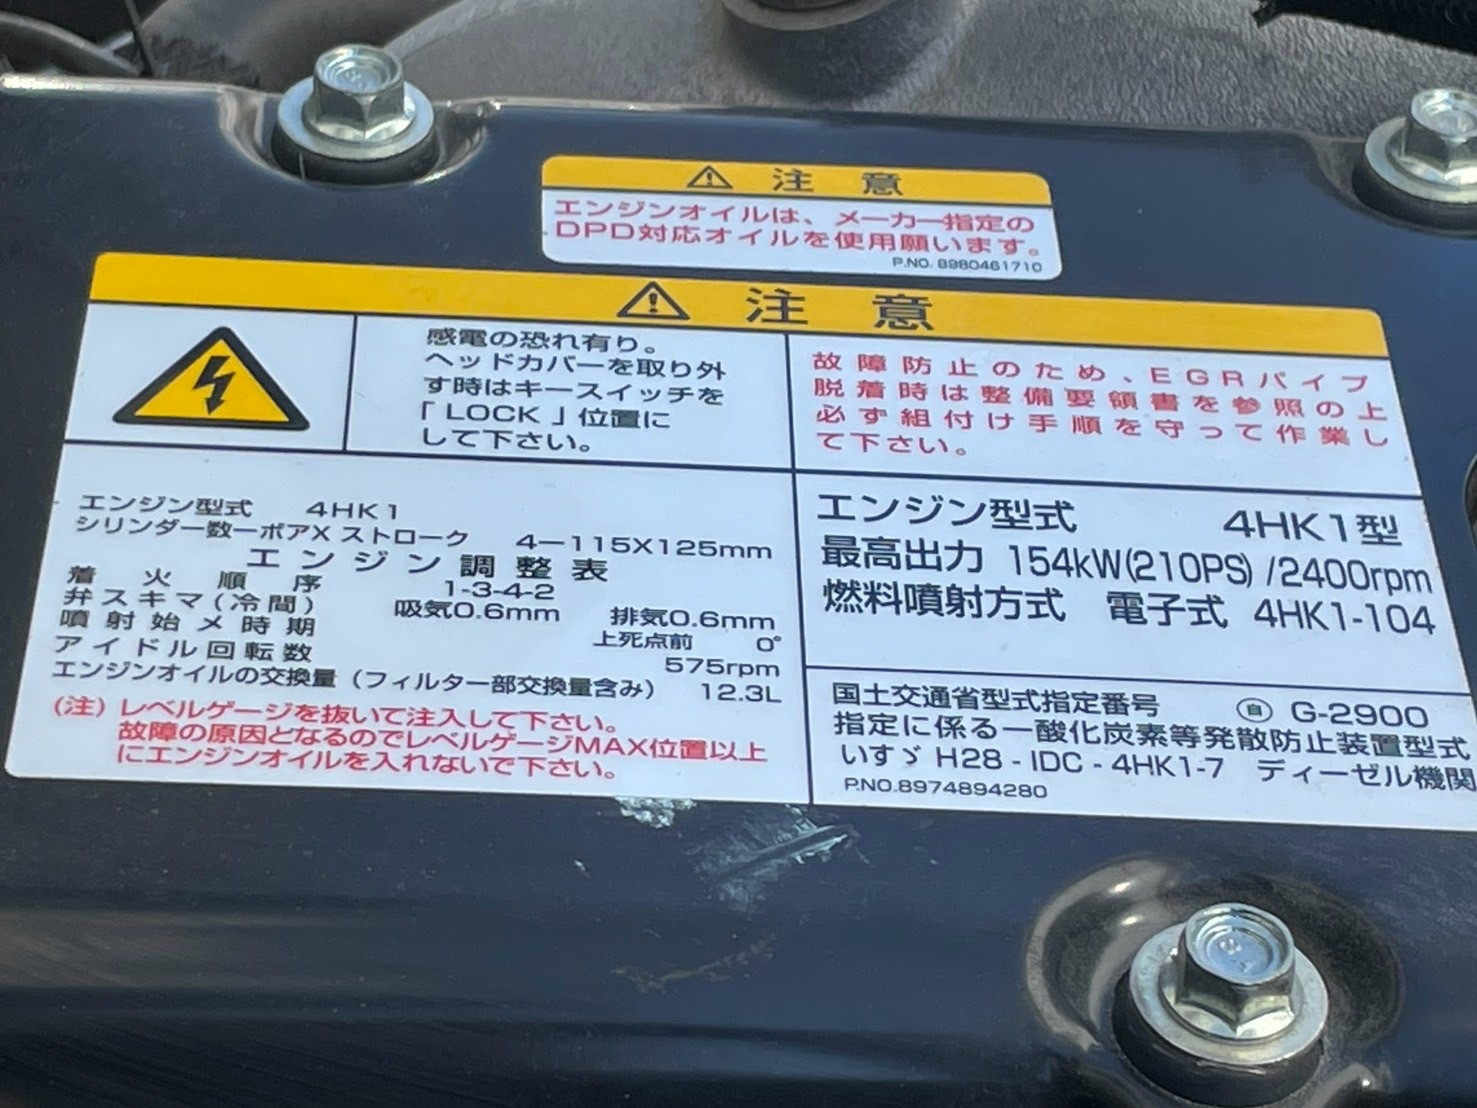 注 意
エンジンオイルは、メーカー指定の
DPD対応オイルを使用願います。
P.NO. 8980461710
注 意
感電の恐れ有り。
ヘッドカバーを取り外
す時はキースイッチを
「LOCK」位置に
して下さい。
故障防止のため、EGRパイプ
脱着時は整備要領書を参照の上
必ず組付け手順を守って作業し
て下さい。
エンジン型式 4HK1
シリンダー数ーボアX ストローク 4ー115X125mm
エンジン調整表
着火順序 1-3-4-2
弁スキマ(冷間) 吸気0.6mm 排気0.6mm
噴射始メ時期 上死点前 0°
アイドル回転数 575rpm
エンジンオイルの交換量(フィルター部交換量含み) 12.3L
(注)レベルゲージを抜いて注入して下さい。
故障の原因となるのでレベルゲージMAX位置以上
にエンジンオイルを入れないで下さい。
エンジン型式 4HK1型
最高出力 154kW(210PS)/2400rpm
燃料噴射方式 電子式 4HK1-104
国土交通省型式指定番号 自 G-2900
指定に係る一酸化炭素等発散防止装置型式
いすゞ H28 - IDC - 4HK1-7 ディーゼル機関
P.NO.8974894280